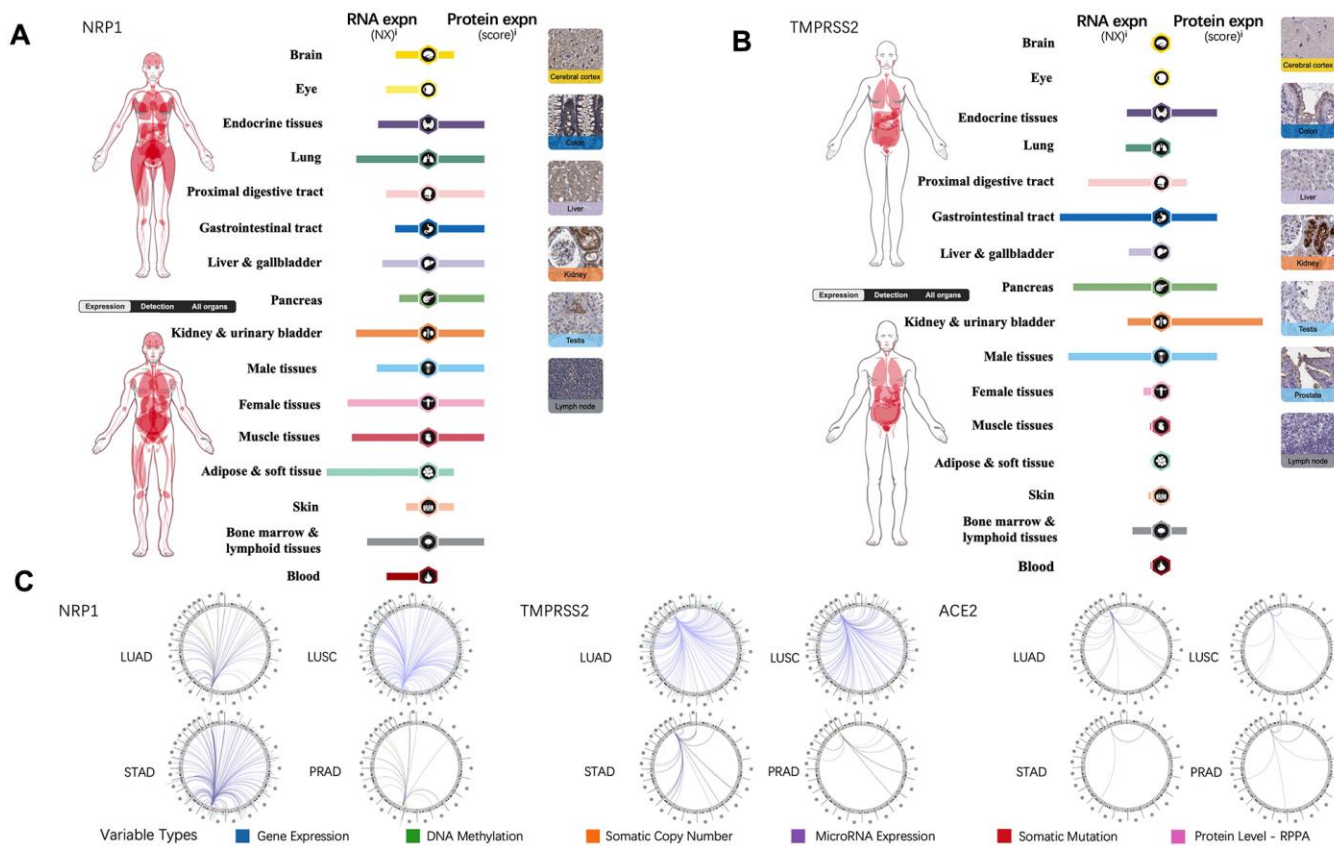 A
NRP1
RNA expn
(NX)i
Protein expn
(score)i
Brain
Eye
Endocrine tissues
Lung
Proximal digestive tract
Gastrointestinal tract
Liver & gallbladder
Pancreas
Kidney & urinary bladder
Male tissues
Female tissues
Muscle tissues
Adipose & soft tissue
Skin
Bone marrow &
lymphoid tissues
Blood
Expression Detection All organs
Cerebral cortex
Colon
Liver
Kidney
Testis
Lymph node
B
TMPRSS2
RNA expn
(NX)i
Protein expn
(score)i
Brain
Eye
Endocrine tissues
Lung
Proximal digestive tract
Gastrointestinal tract
Liver & gallbladder
Pancreas
Kidney & urinary bladder
Male tissues
Female tissues
Muscle tissues
Adipose & soft tissue
Skin
Bone marrow &
lymphoid tissues
Blood
Expression Detection All organs
Cerebral cortex
Colon
Liver
Kidney
Testis
Prostate
Lymph node
C
NRP1
LUAD
LUSC
STAD
PRAD
TMPRSS2
LUAD
LUSC
STAD
PRAD
ACE2
LUAD
LUSC
STAD
PRAD
Variable Types
Gene Expression
DNA Methylation
Somatic Copy Number
MicroRNA Expression
Somatic Mutation
Protein Level - RPPA